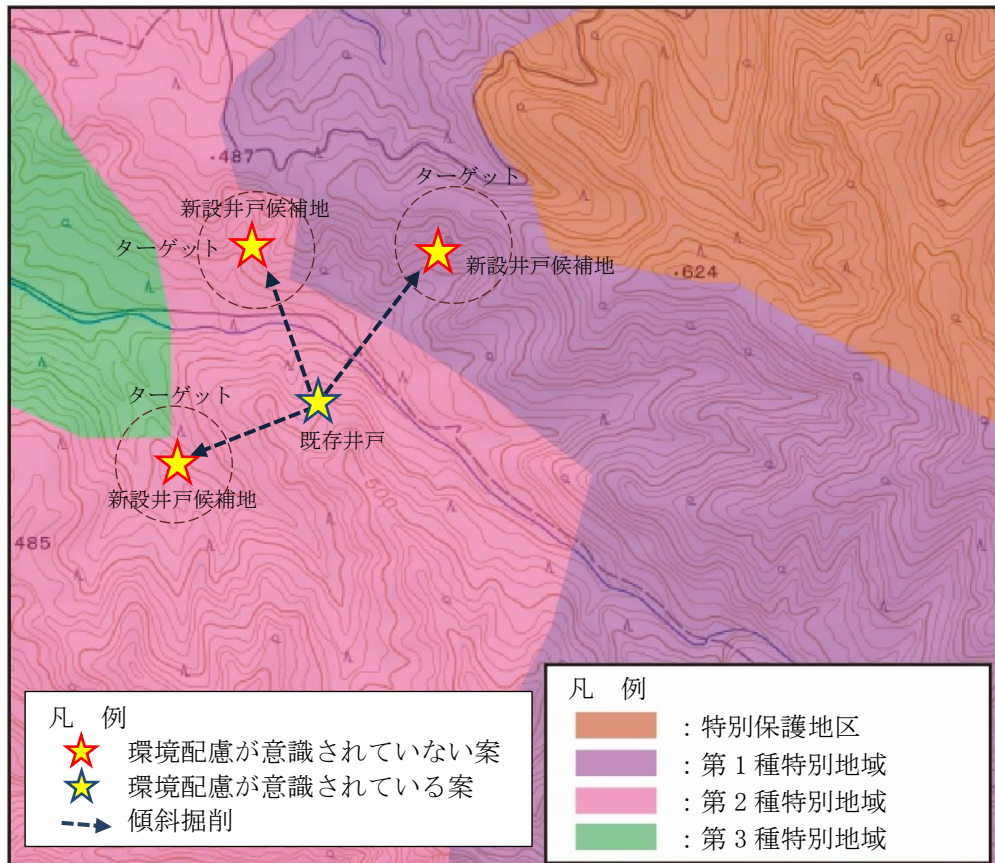 ・487
ターゲット
新設井戸候補地
ターゲット
新設井戸候補地
・624
ターゲット
既存井戸
新設井戸候補地
500
485
凡 例
環境配慮が意識されていない案
環境配慮が意識されている案
傾斜掘削
凡 例
：特別保護地区
：第１種特別地域
：第２種特別地域
：第３種特別地域